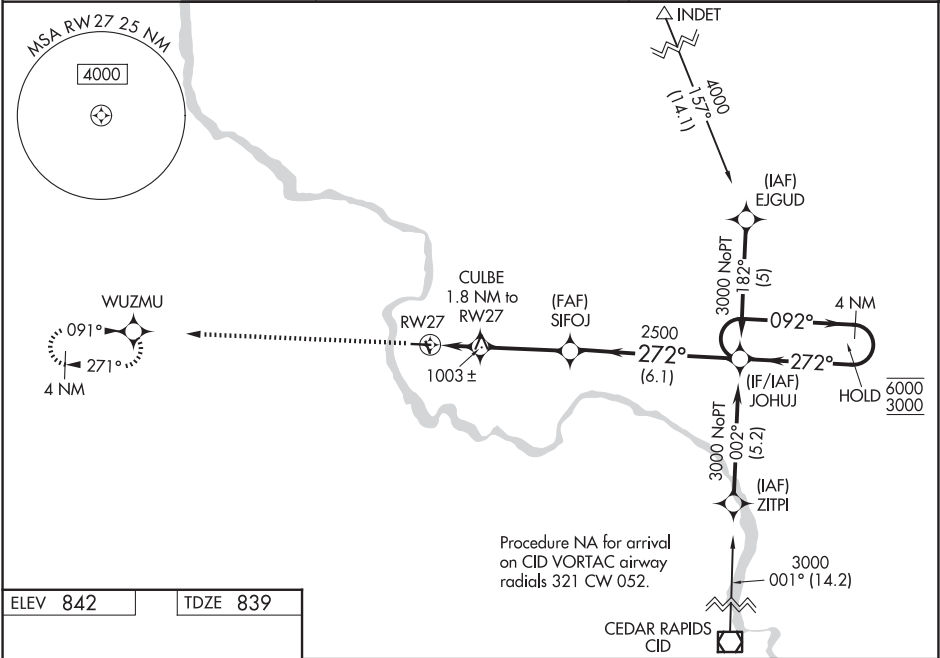 MSA RW27 25 NM
4000
INDET
4000
157°
(14.1)
(IAF)
EJGUD
3000 NoPT
182°
(5)
4 NM
092°
272°
HOLD
6000
3000
(IF/IAF)
JOHUJ
2500
272°
(6.1)
(FAF)
SIFOJ
CULBE
1.8 NM to
RW27
RW27
1003 ±
WUZMU
091°
271°
4 NM
3000 NoPT
002°
(5.2)
(IAF)
ZITPI
Procedure NA for arrival
on CID VORTAC airway
radials 321 CW 052.
3000
001° (14.2)
CEDAR RAPIDS
CID
ELEV 842
TDZE 839